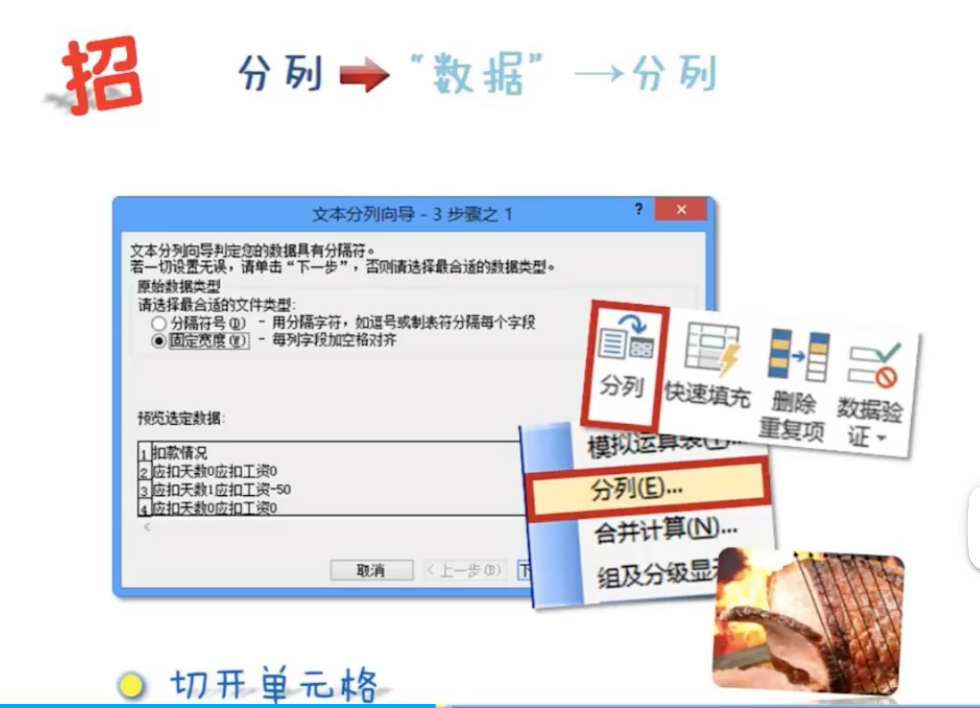 招
分列 “数据” →分列
文本分列向导 - 3 步骤之 1
?
文本分列向导判定您的数据具有分隔符。
若一切设置无误，请单击“下一步”，否则请选择最合适的数据类型。
原始数据类型
请选择最合适的文件类型:
分隔符号(D) - 用分隔字符，如逗号或制表符分隔每个字段
固定宽度(W) - 每列字段加空格对齐
预览选定数据:
1 扣款情况
2 应扣天数0应扣工资0
3 应扣天数1应扣工资-50
4 应扣天数0应扣工资0
取消
< 上一步(B)
下
分列
快速填充
删除
重复项
数据验
证
模拟运算表(T)...
分列(E)...
合并计算(N)...
组及分级显
切开单元格